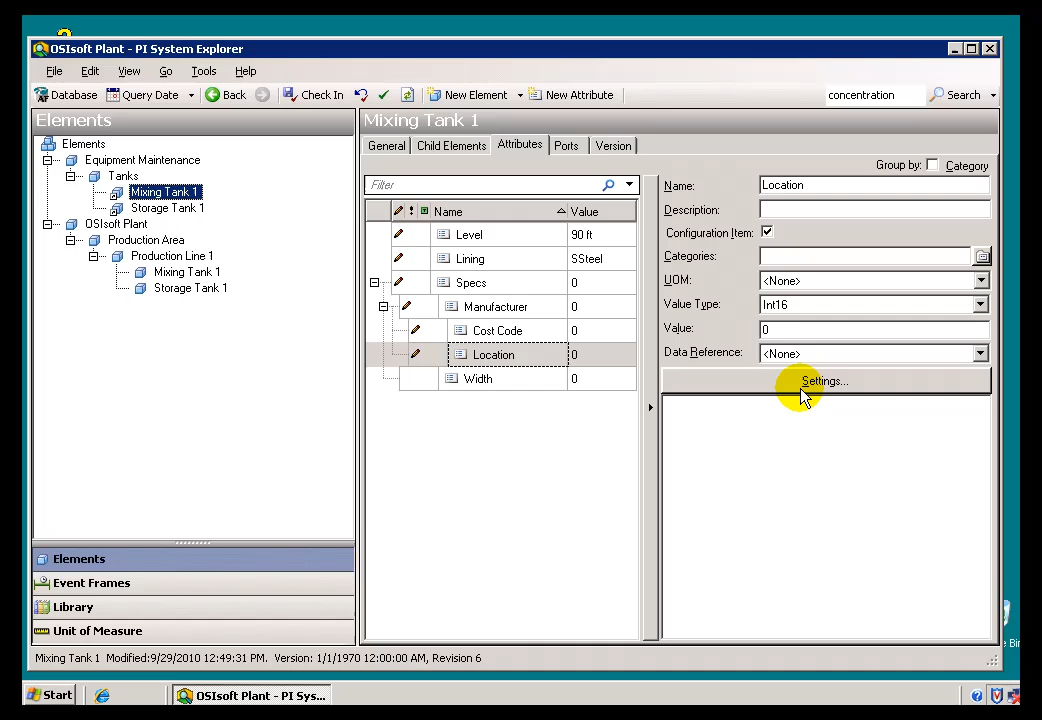 OSIsoft Plant - PI System Explorer
File Edit View Go Tools Help
Database Query Date Back Check In New Element New Attribute concentration Search
Elements
Elements
Equipment Maintenance
Tanks
Mixing Tank 1
Storage Tank 1
OSIsoft Plant
Production Area
Production Line 1
Mixing Tank 1
Storage Tank 1
Elements
Event Frames
Library
Unit of Measure
Mixing Tank 1
General Child Elements Attributes Ports Version
Group by: Category
Filter
Name Value
Level 90 ft
Lining SSteel
Specs 0
Manufacturer 0
Cost Code 0
Location 0
Width 0
Name: Location
Description:
Configuration Item:
Categories:
UOM: <None>
Value Type: Int16
Value: 0
Data Reference: <None>
Settings...
Mixing Tank 1 Modified:9/29/2010 12:49:31 PM. Version: 1/1/1970 12:00:00 AM, Revision 6
Start OSIsoft Plant - PI Sys...